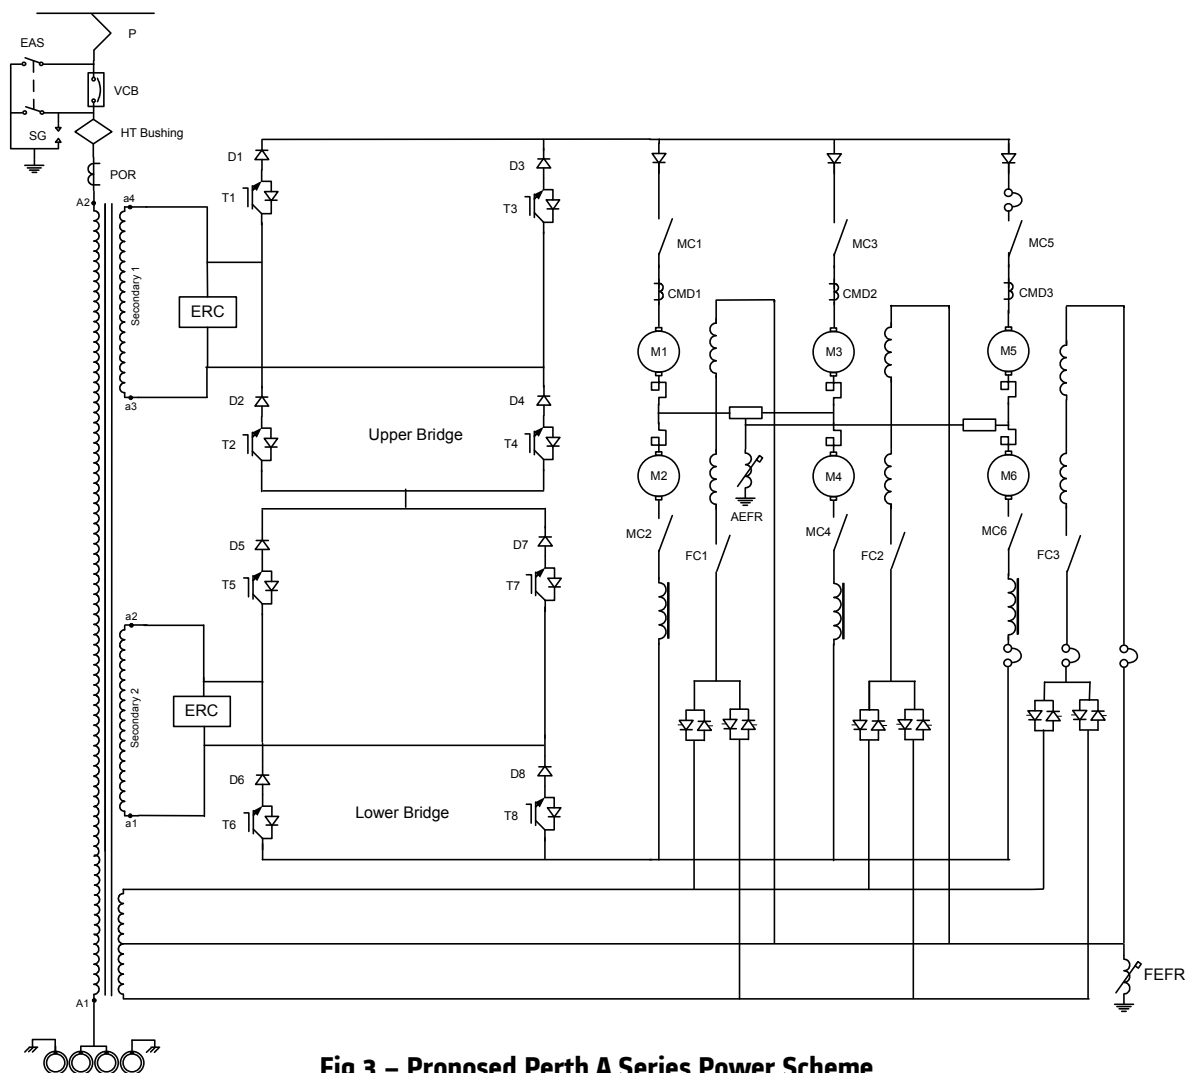 P
EAS
VCB
SG
HT Bushing
POR
A2
a4
Secondary 1
ERC
a3
D1
T1
D3
T3
D2
T2
D4
T4
Upper Bridge
MC1
MC3
MC5
CMD1
CMD2
CMD3
M1
M3
M5
M2
M4
M6
AEFR
MC2
MC4
MC6
FC1
FC2
FC3
D5
T5
D7
T7
a2
Secondary 2
ERC
a1
D6
T6
D8
T8
Lower Bridge
A1
FEFR
Fig 3 – Proposed Perth A Series Power Scheme